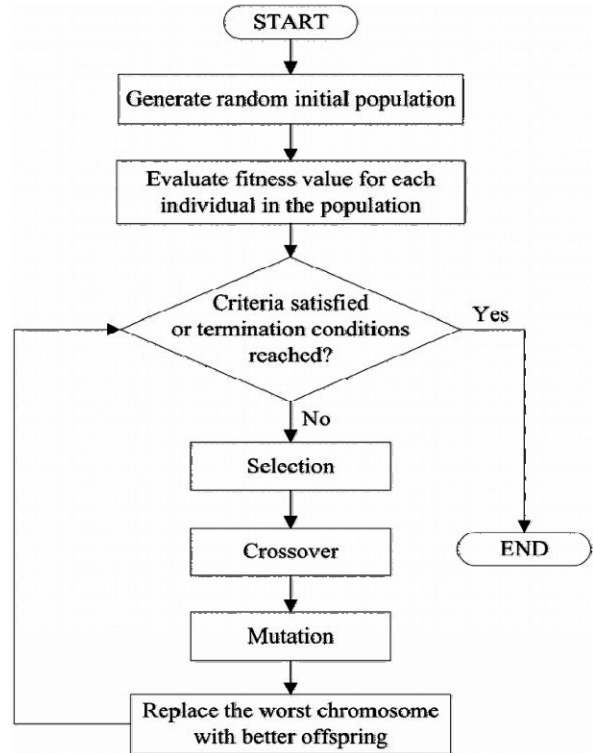 START
Generate random initial population
Evaluate fitness value for each
individual in the population
Criteria satisfied
or termination conditions
reached?
Yes
No
Selection
Crossover
END
Mutation
Replace the worst chromosome
with better offspring